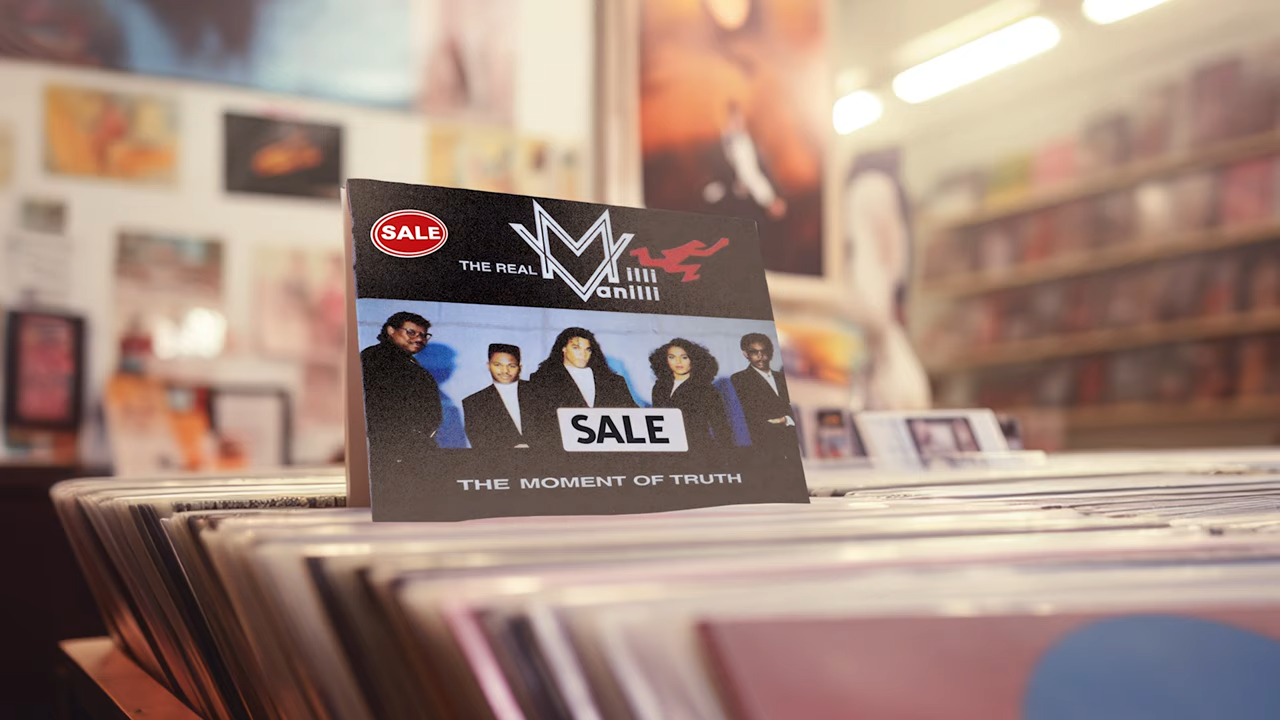 SALE
THE REAL Milli
Vanilli
SALE
THE MOMENT OF TRUTH